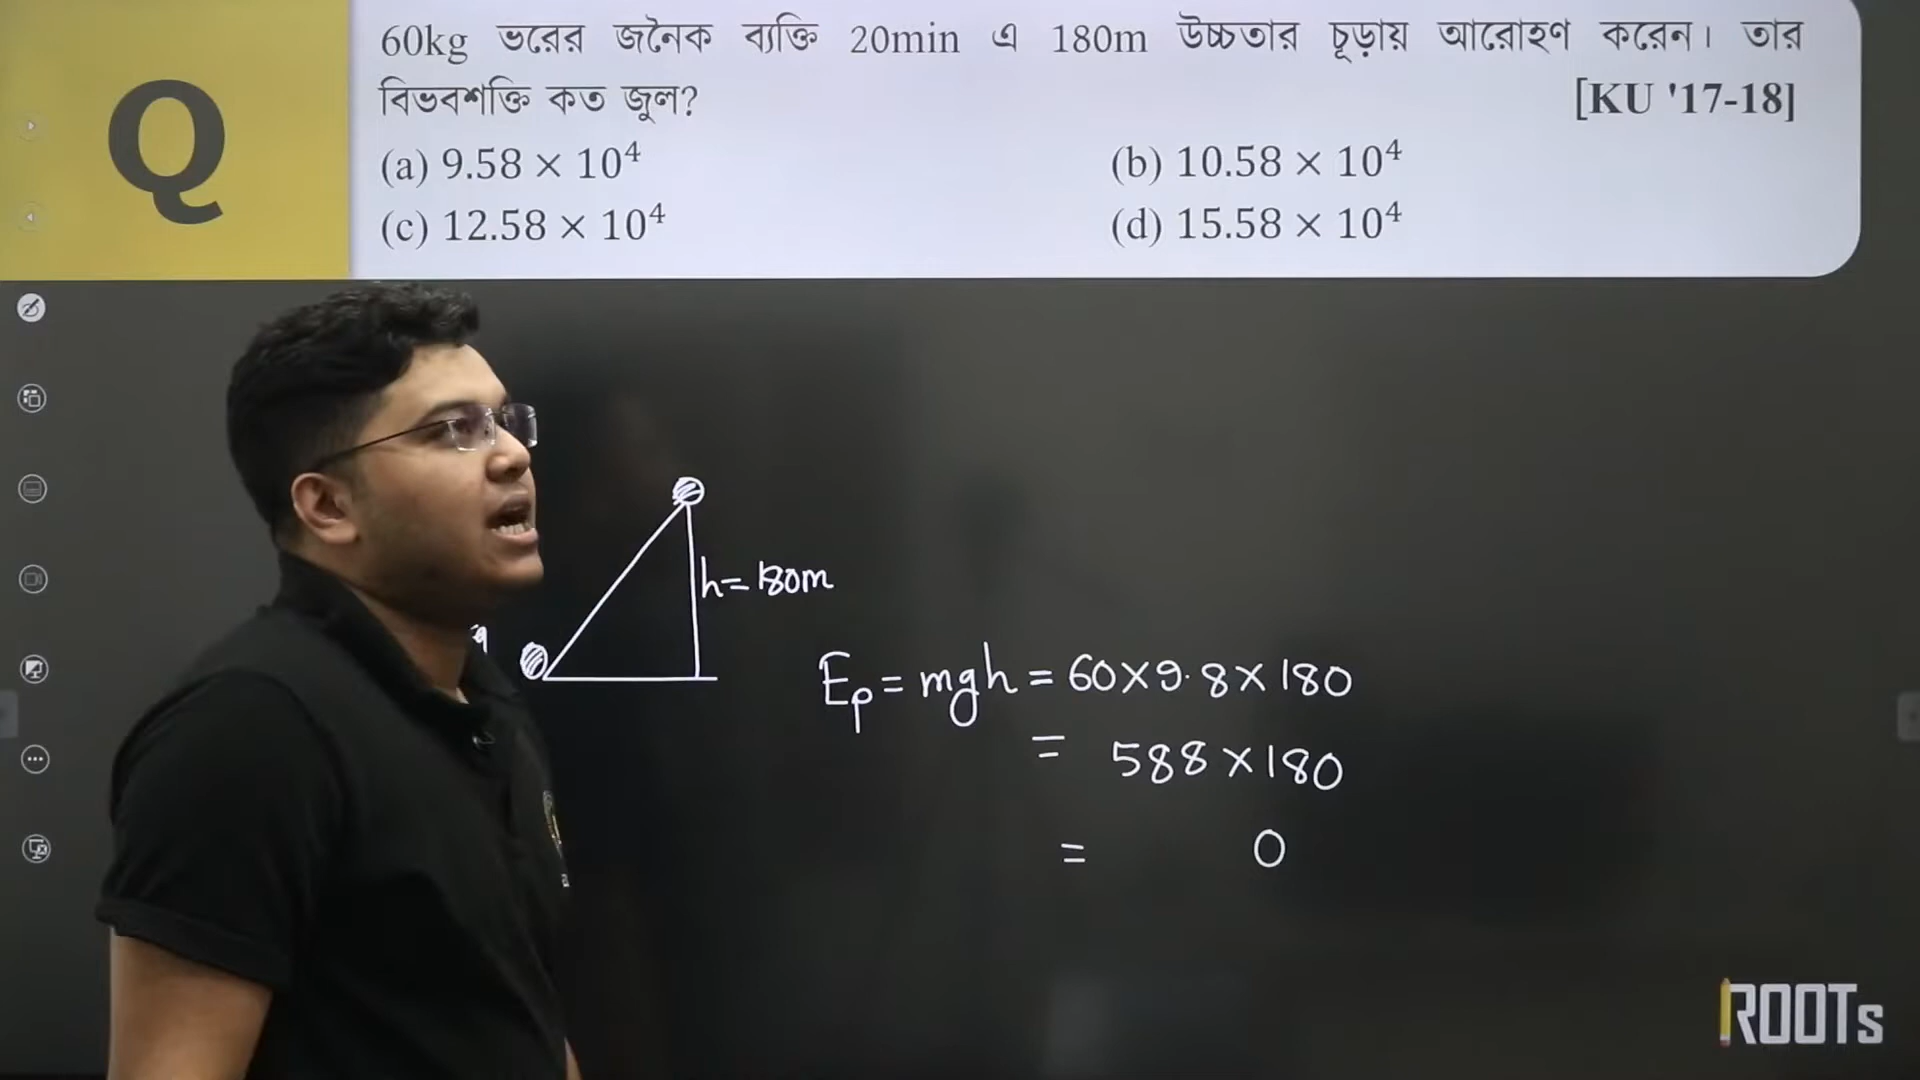 Q
60kg ভরের জনৈক ব্যক্তি 20min এ 180m উচ্চতার চূড়ায় আরোহণ করেন। তার
বিভবশক্তি কত জুল? [KU '17-18]
(a) 9.58 × 10⁴ (b) 10.58 × 10⁴
(c) 12.58 × 10⁴ (d) 15.58 × 10⁴
h = 180m
Ep = mgh = 60×9.8×180
= 588×180
= 0
ROOTs